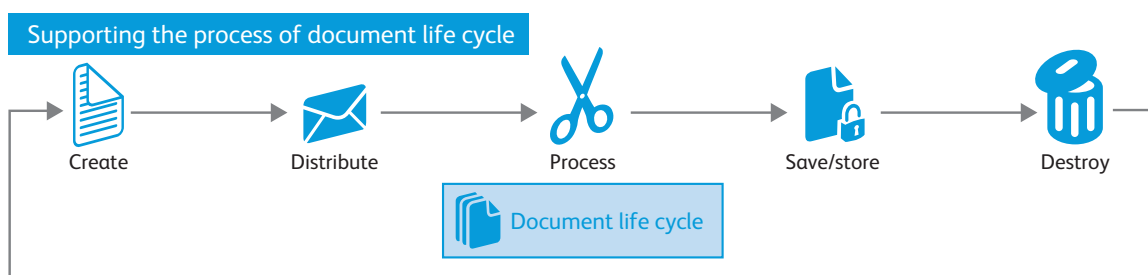 Supporting the process of document life cycle
Create
Distribute
Process
Save/store
Destroy
Document life cycle